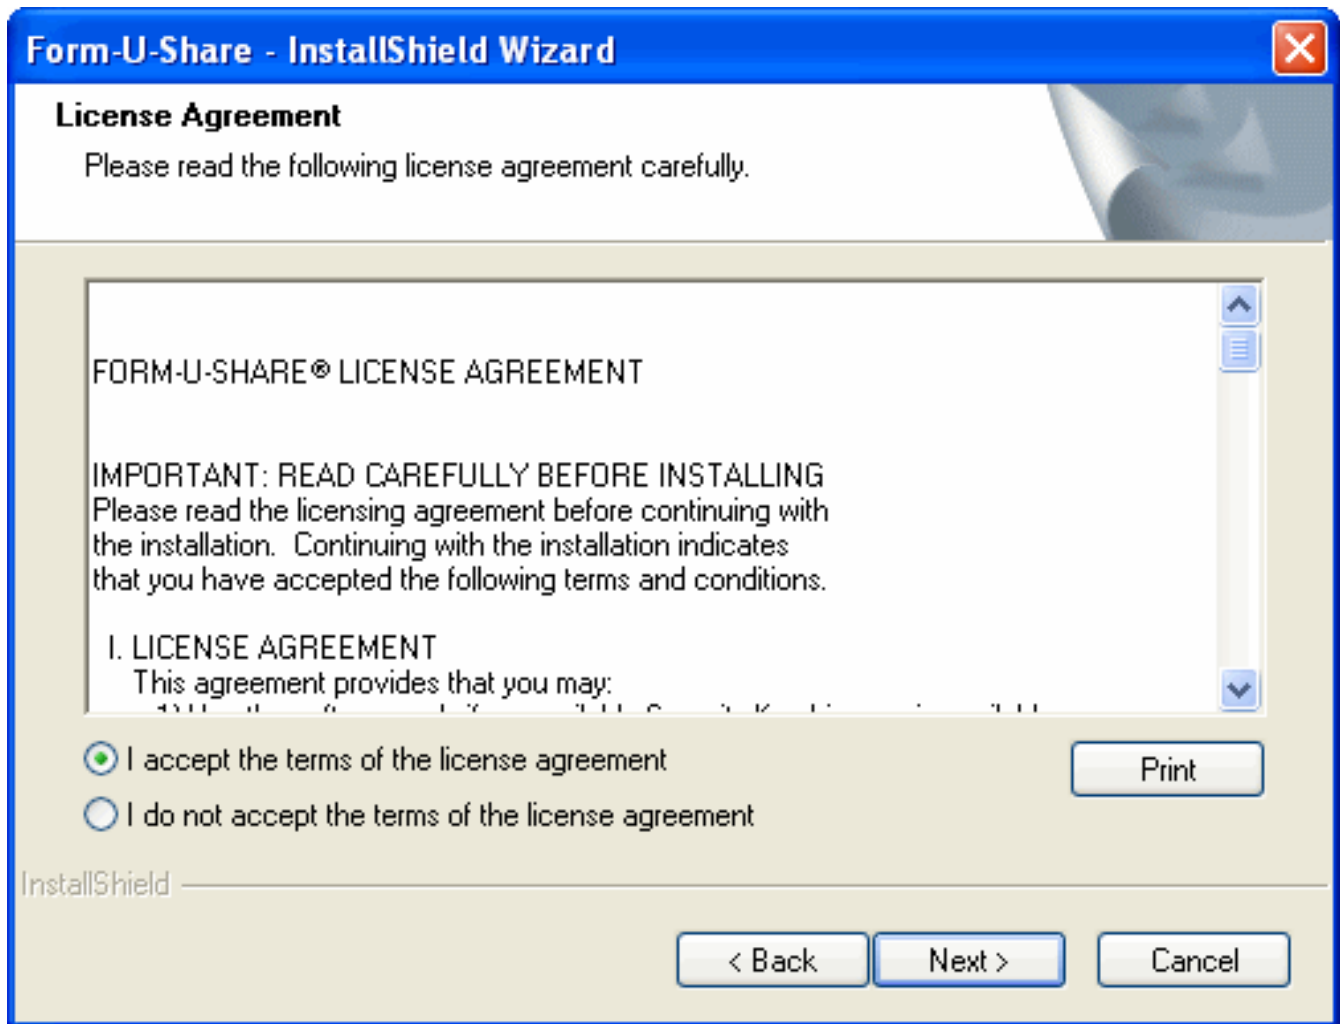 Form-U-Share - InstallShield Wizard
License Agreement
Please read the following license agreement carefully.
FORM-U-SHARE® LICENSE AGREEMENT
IMPORTANT: READ CAREFULLY BEFORE INSTALLING
Please read the licensing agreement before continuing with
the installation.  Continuing with the installation indicates
that you have accepted the following terms and conditions.
I. LICENSE AGREEMENT
This agreement provides that you may:
I accept the terms of the license agreement
Print
I do not accept the terms of the license agreement
InstallShield
< Back
Next >
Cancel